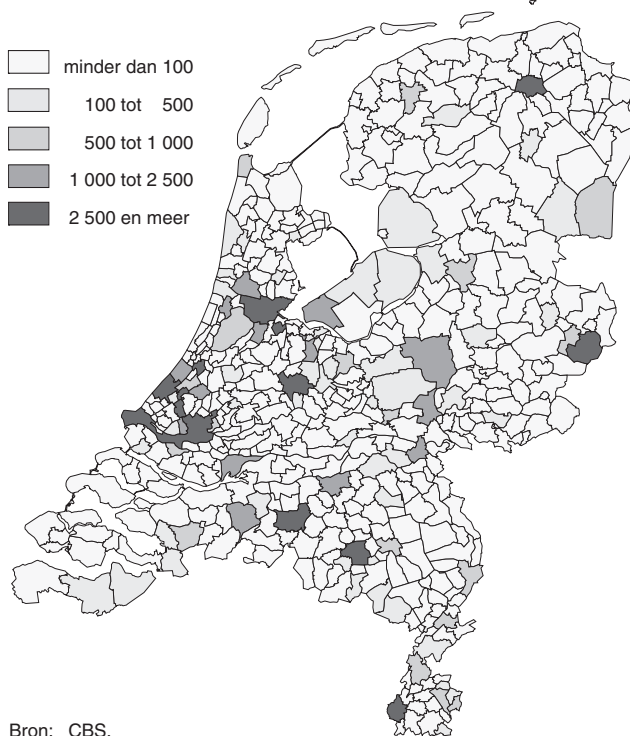 minder dan 100
100 tot 500
500 tot 1 000
1 000 tot 2 500
2 500 en meer
Bron: CBS.